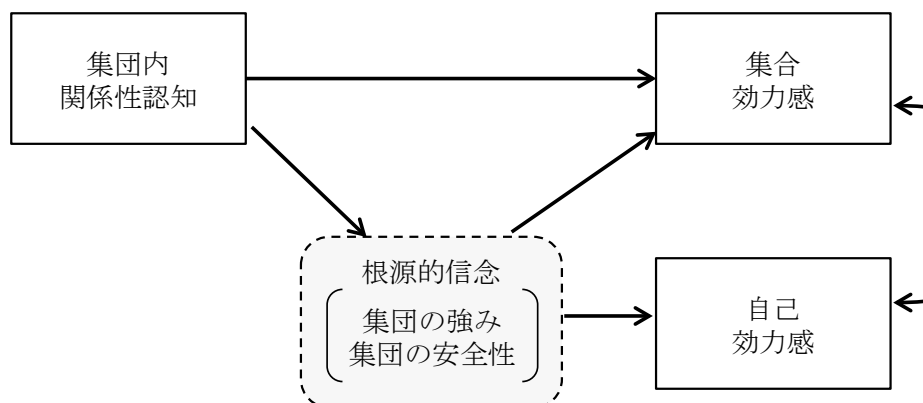 集団内
関係性認知
集合
効力感
根源的信念
集団の強み
集団の安全性
自己
効力感